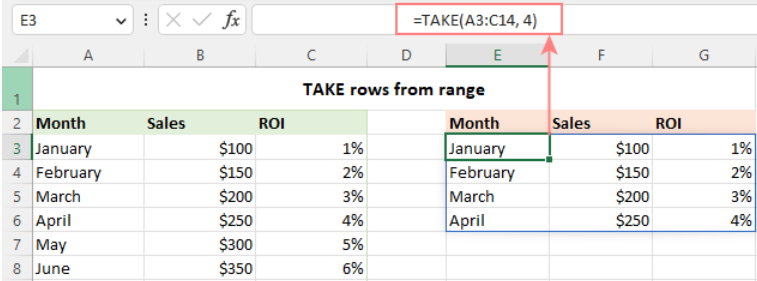 E3 fx =TAKE(A3:C14, 4)
A B C D E F G
1 TAKE rows from range
2 Month Sales ROI Month Sales ROI
3 January $100 1% January $100 1%
4 February $150 2% February $150 2%
5 March $200 3% March $200 3%
6 April $250 4% April $250 4%
7 May $300 5%
8 June $350 6%